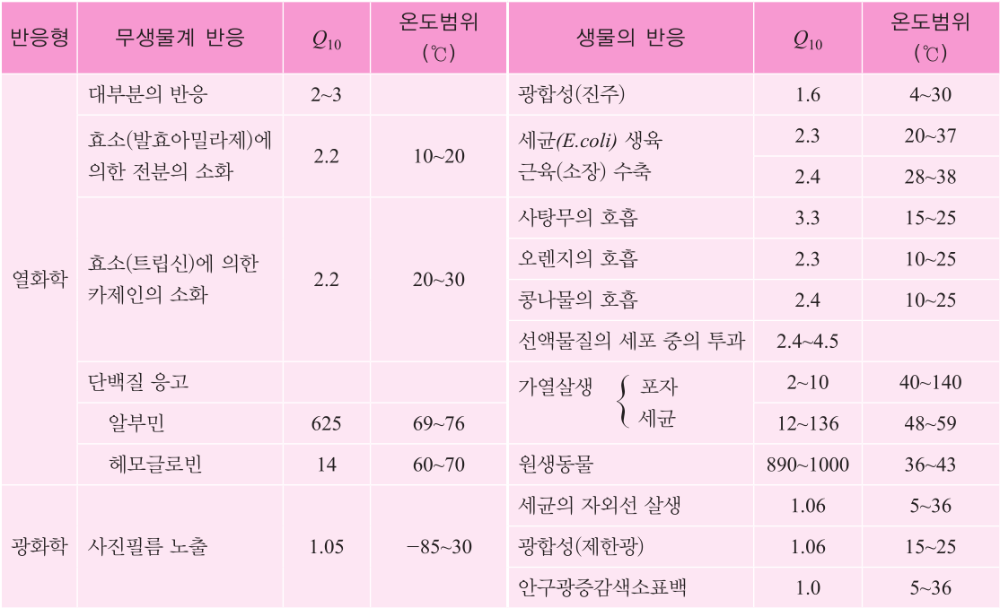 반응형 무생물계 반응 Q10 온도범위 (℃) 생물의 반응 Q10 온도범위 (℃)
열화학
대부분의 반응 2~3 광합성(진주) 1.6 4~30
효소(발효아밀라제)에
의한 전분의 소화 2.2 10~20
세균(E.coli) 생육 2.3 20~37
근육(소장) 수축 2.4 28~38
효소(트립신)에 의한
카제인의 소화 2.2 20~30
사탕무의 호흡 3.3 15~25
오렌지의 호흡 2.3 10~25
콩나물의 호흡 2.4 10~25
선액물질의 세포 중의 투과 2.4~4.5
단백질 응고
알부민 625 69~76
헤모글로빈 14 60~70
가열살생 { 포자 2~10 40~140
세균 12~136 48~59
원생동물 890~1000 36~43
광화학
사진필름 노출 1.05 −85~30
세균의 자외선 살생 1.06 5~36
광합성(제한광) 1.06 15~25
안구광증감색소표백 1.0 5~36